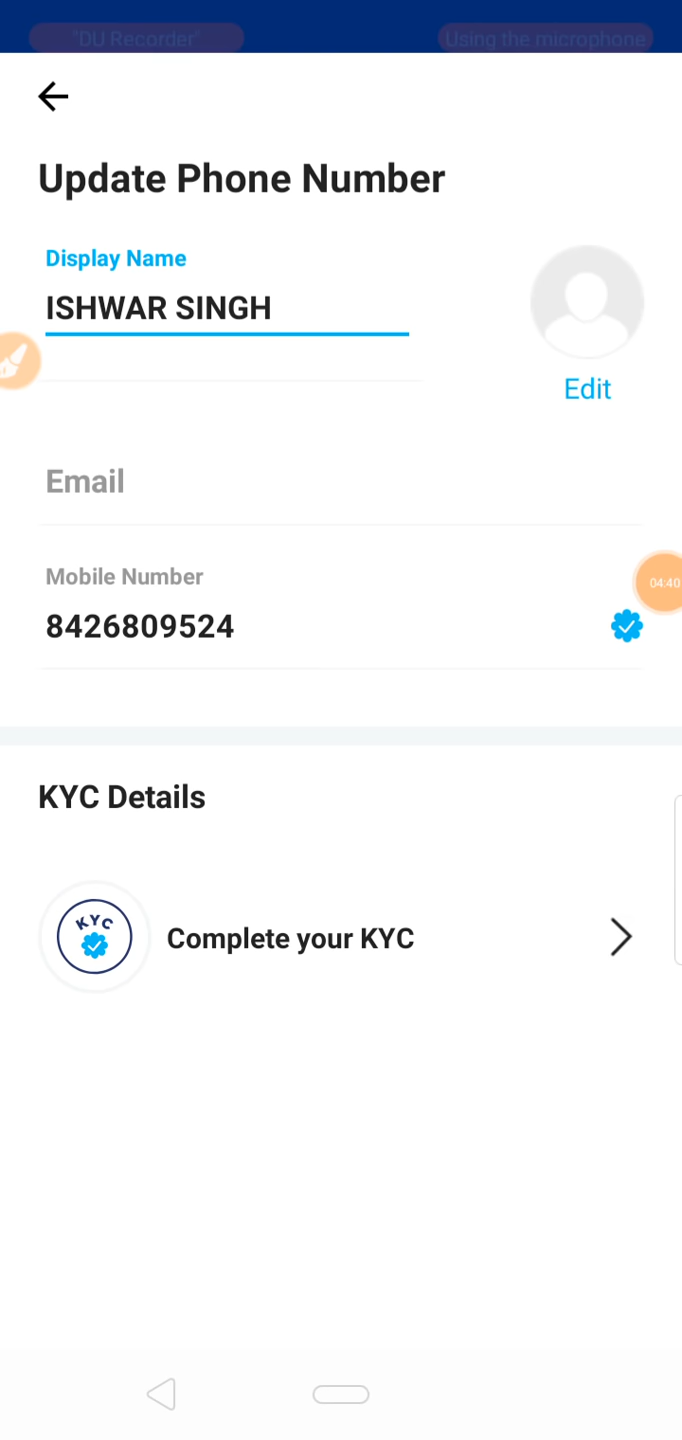 "DU Recorder" Using the microphone
Update Phone Number
Display Name
ISHWAR SINGH
Edit
Email
Mobile Number
04:40
8426809524
KYC Details
KYC
Complete your KYC